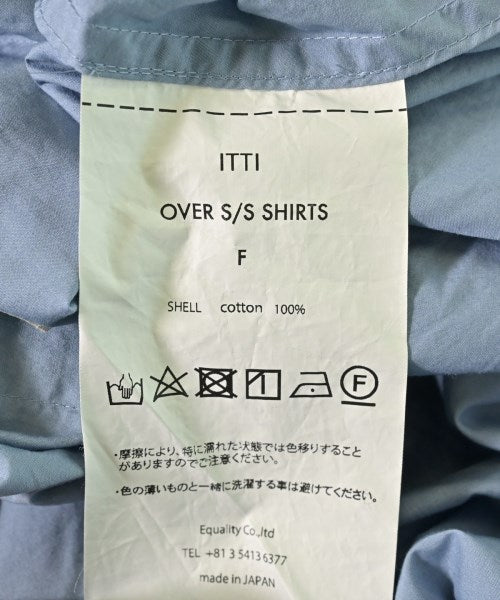 ITTI
OVER S/S SHIRTS
F
SHELL cotton 100%
F
・摩擦により、特に濡れた状態では色移りすること
がありますのでご注意ください。
・色の薄いものと一緒に洗濯する事は避けてください。
Equality Co.,ltd
TEL +81 3 5413 6377
made in JAPAN